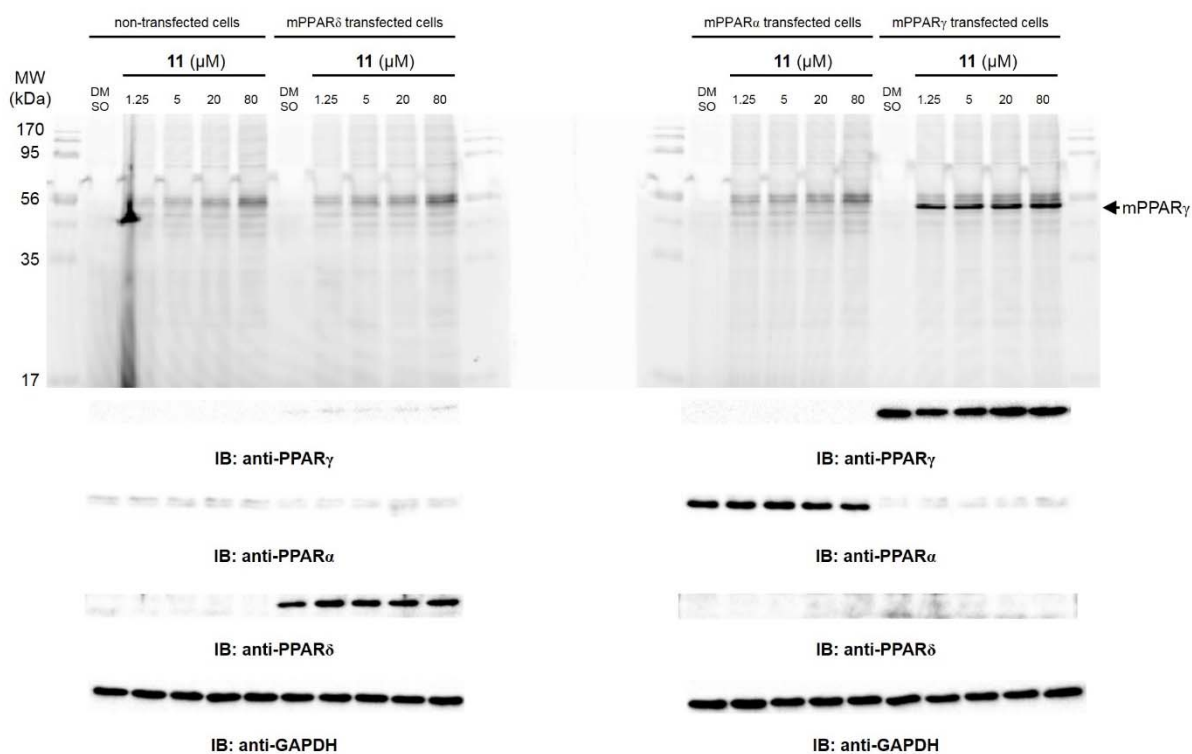 non-transfected cells mPPARδ transfected cells mPPARα transfected cells mPPARγ transfected cells
11 (µM) 11 (µM) 11 (µM) 11 (µM)
MW
(kDa)
DM
SO 1.25 5 20 80 DM
SO 1.25 5 20 80 DM
SO 1.25 5 20 80 DM
SO 1.25 5 20 80
170
95
56
mPPARγ
35
17
IB: anti-PPARγ IB: anti-PPARγ
IB: anti-PPARα IB: anti-PPARα
IB: anti-PPARδ IB: anti-PPARδ
IB: anti-GAPDH IB: anti-GAPDH